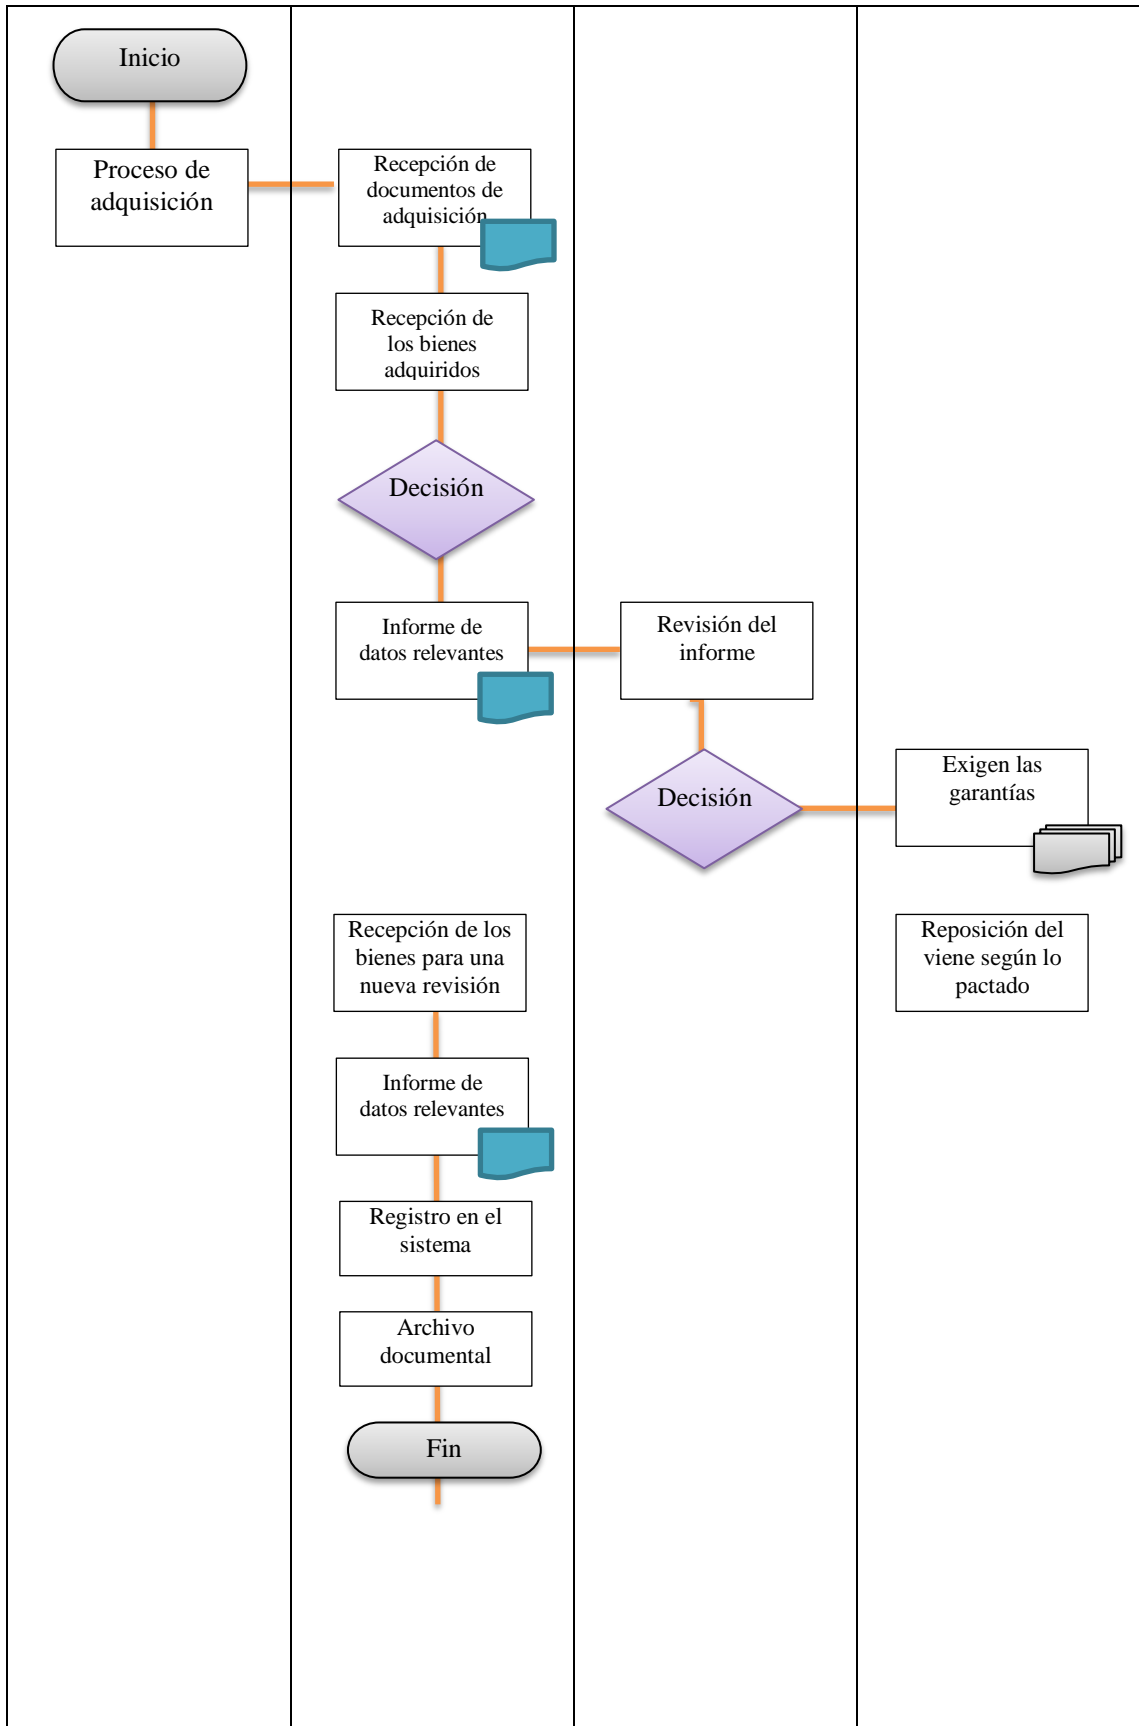 Inicio
Proceso de
adquisición
Recepción de
documentos de
adquisición
Recepción de
los bienes
adquiridos
Decisión
Informe de
datos relevantes
Revisión del
informe
Decisión
Exigen las
garantías
Recepción de los
bienes para una
nueva revisión
Reposición del
viene según lo
pactado
Informe de
datos relevantes
Registro en el
sistema
Archivo
documental
Fin